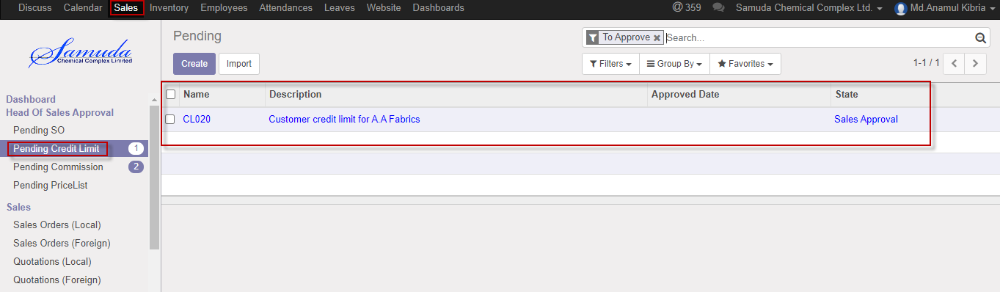 Discuss Calendar Sales Inventory Employees Attendances Leaves Website Dashboards @ 359 Samuda Chemical Complex Ltd. Md.Anamul Kibria
Samuda
Chemical Complex Limited
Pending
To Approve Search...
Create Import
Filters Group By Favorites 1-1 / 1
Name Description Approved Date State
CL020 Customer credit limit for A.A Fabrics Sales Approval
Dashboard
Head Of Sales Approval
Pending SO
Pending Credit Limit 1
Pending Commission 2
Pending PriceList
Sales
Sales Orders (Local)
Sales Orders (Foreign)
Quotations (Local)
Quotations (Foreign)